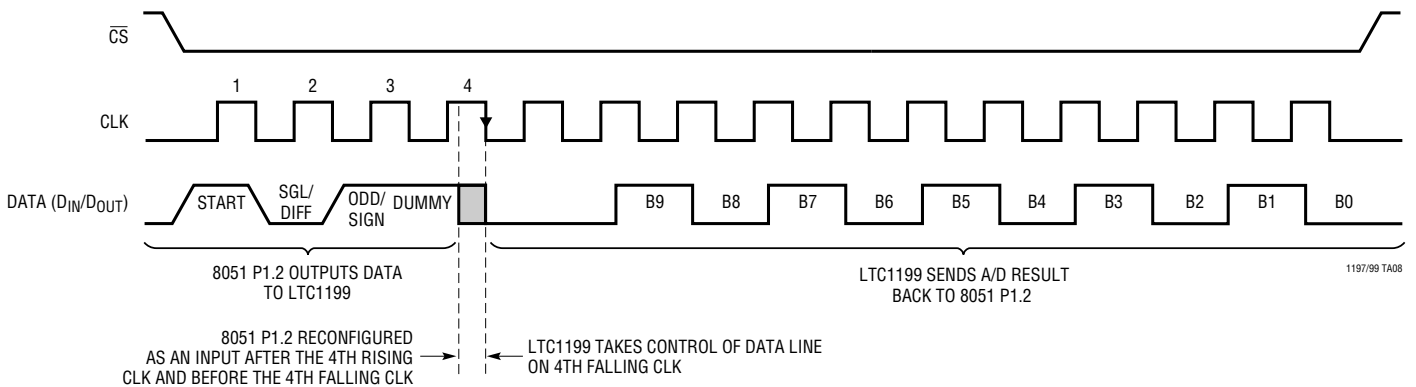 CS
1 2 3 4
CLK
DATA (DIN/DOUT)
START
SGL/
DIFF
ODD/
SIGN
DUMMY
B9 B8 B7 B6 B5 B4 B3 B2 B1 B0
8051 P1.2 OUTPUTS DATA
TO LTC1199
LTC1199 SENDS A/D RESULT
BACK TO 8051 P1.2
1197/99 TA08
8051 P1.2 RECONFIGURED
AS AN INPUT AFTER THE 4TH RISING
CLK AND BEFORE THE 4TH FALLING CLK
LTC1199 TAKES CONTROL OF DATA LINE
ON 4TH FALLING CLK